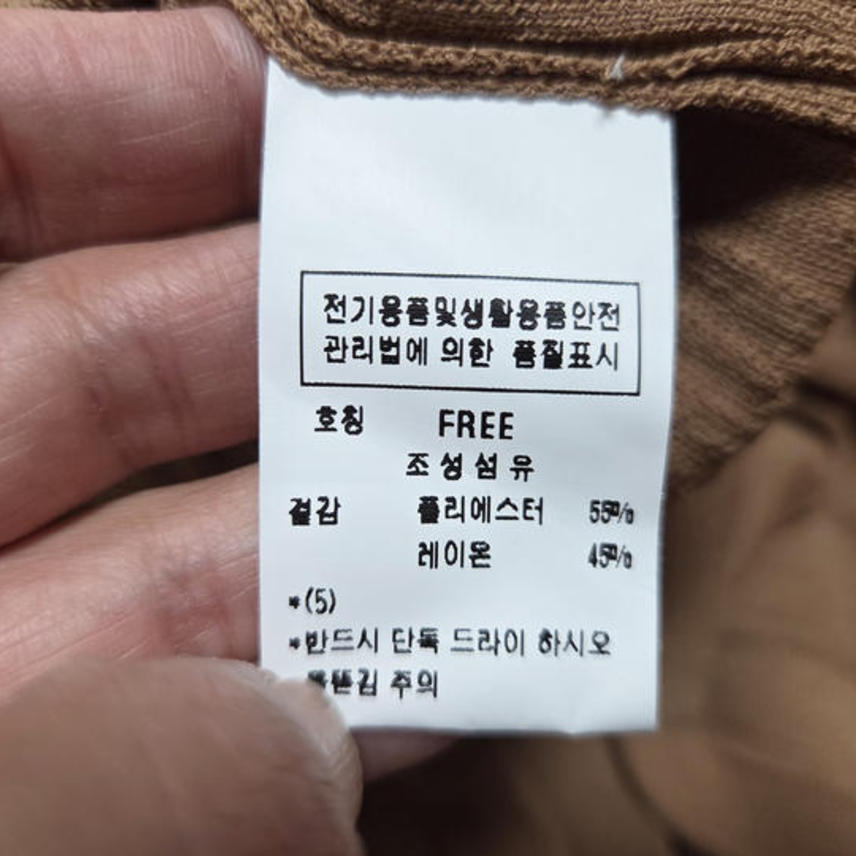 전기용품및생활용품안전
관리법에 의한 품질표시
호칭 FREE
조성섬유
겉감 폴리에스터 55%
레이온 45%
*(5)
*반드시 단독 드라이 하시오
주의